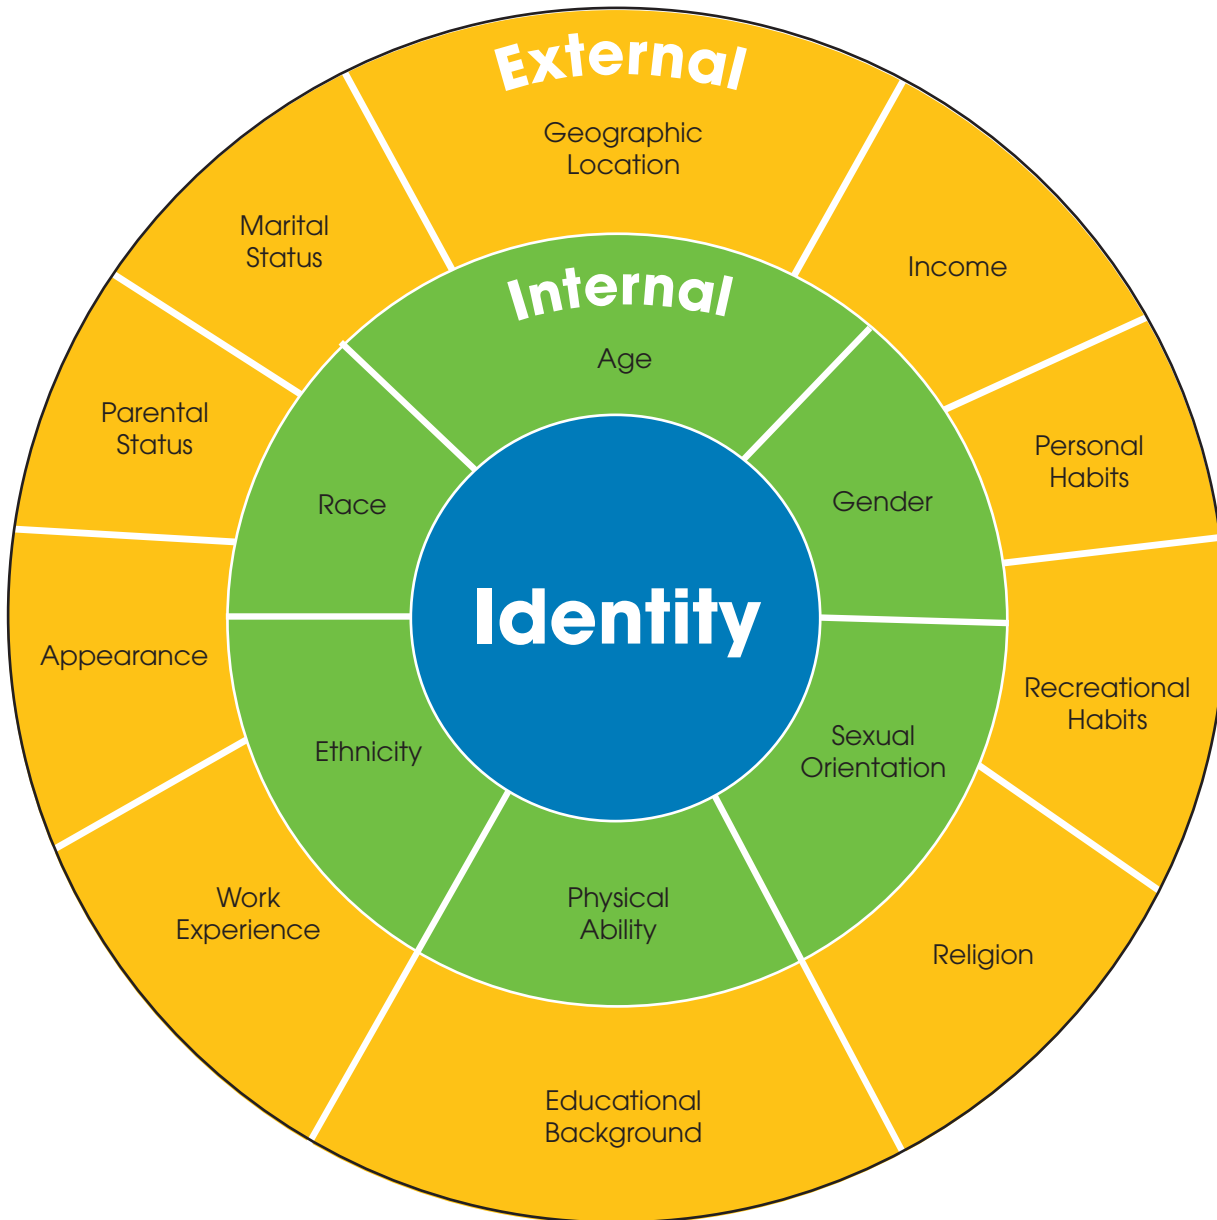 External
Geographic
Location
Income
Personal
Habits
Recreational
Habits
Religion
Educational
Background
Work
Experience
Appearance
Parental
Status
Marital
Status
Internal
Age
Gender
Sexual
Orientation
Physical
Ability
Ethnicity
Race
Identity